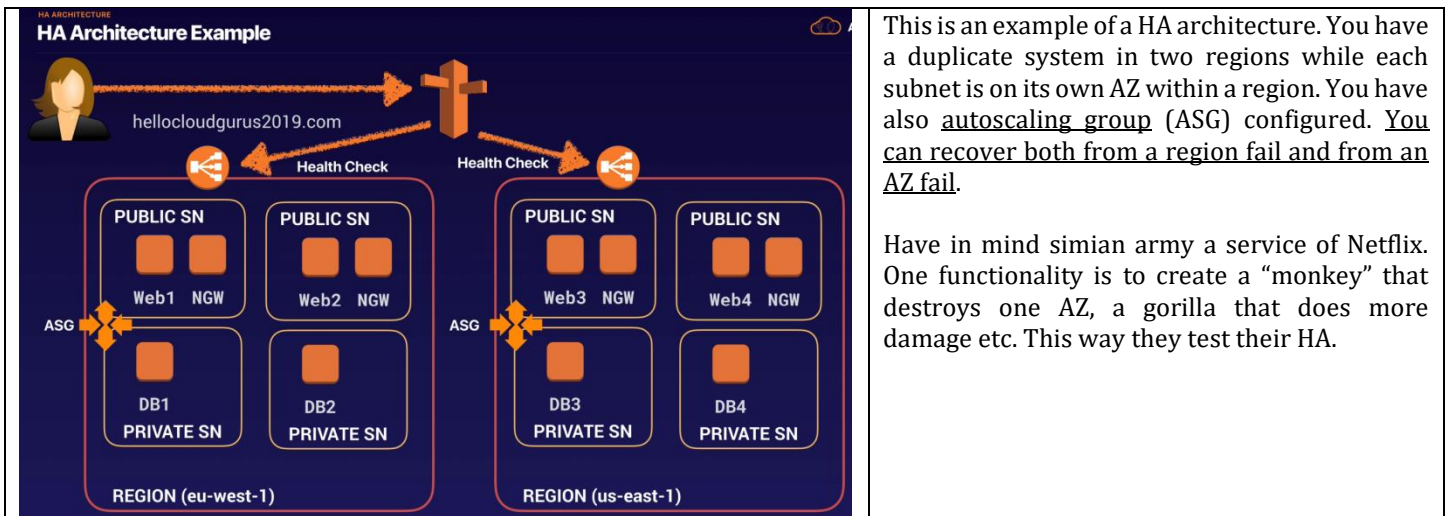 HA ARCHITECTURE
HA Architecture Example
A
hellocloudgurus2019.com
Health Check
Health Check
PUBLIC SN
PUBLIC SN
PUBLIC SN
PUBLIC SN
Web1 NGW
Web2 NGW
Web3 NGW
Web4 NGW
ASG
ASG
DB1
DB2
DB3
DB4
PRIVATE SN
PRIVATE SN
PRIVATE SN
PRIVATE SN
REGION (eu-west-1)
REGION (us-east-1)
This is an example of a HA architecture. You have
a duplicate system in two regions while each
subnet is on its own AZ within a region. You have
also autoscaling group (ASG) configured. You
can recover both from a region fail and from an
AZ fail.
Have in mind simian army a service of Netflix.
One functionality is to create a “monkey” that
destroys one AZ, a gorilla that does more
damage etc. This way they test their HA.